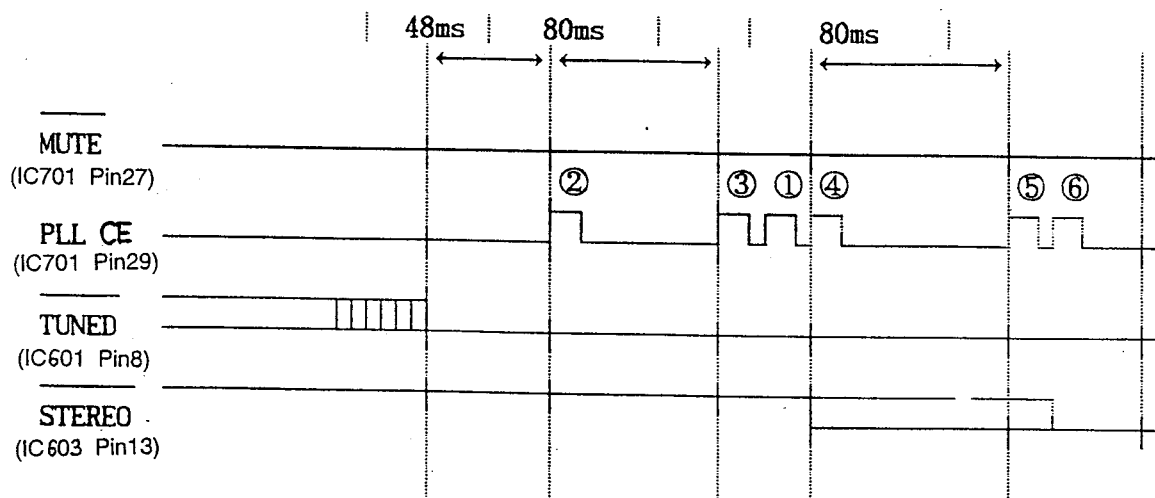 48ms 80ms 80ms
MUTE
(IC701 Pin27)
② ③ ① ④ ⑤ ⑥
PLL CE
(IC701 Pin29)
TUNED
(IC601 Pin8)
STEREO
(IC603 Pin13)